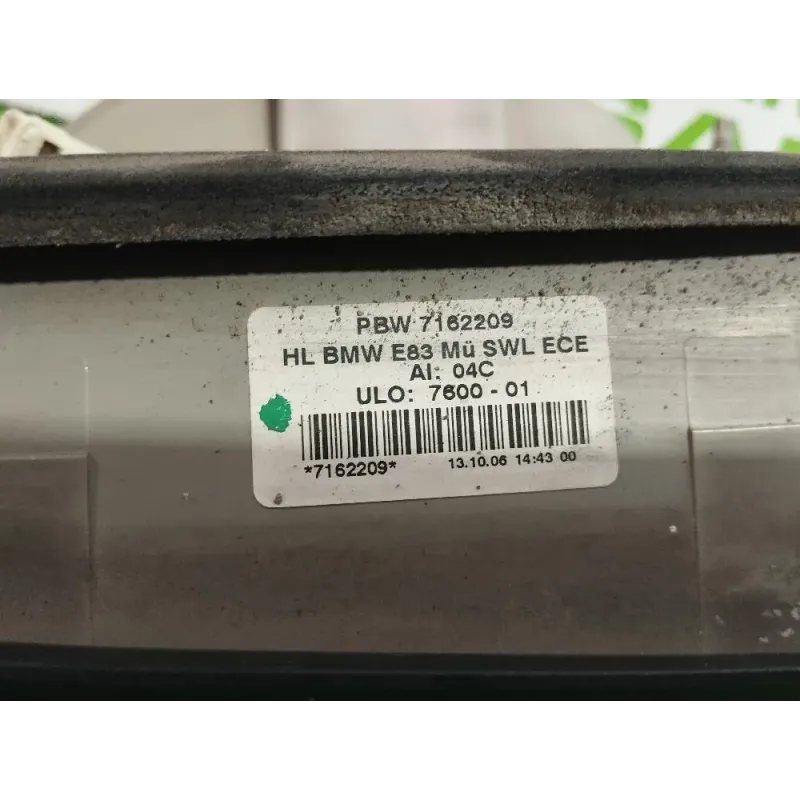 PBW 7162209
HL BMW E83 Mü SWL ECE
AI: 04C
ULO: 7600 - 01
*7162209* 13.10.06 14:43 00